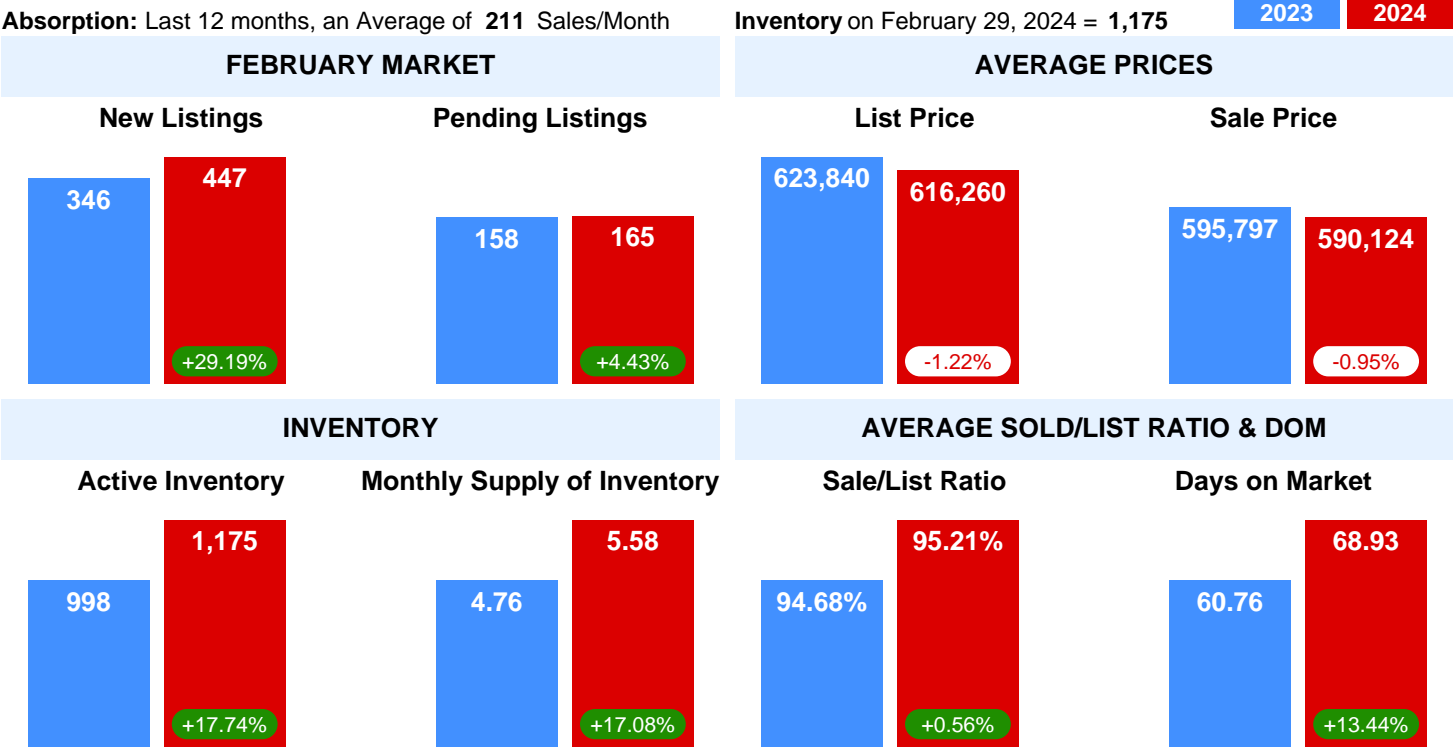 Absorption: Last 12 months, an Average of 211 Sales/Month
Inventory on February 29, 2024 = 1,175
2023 2024
FEBRUARY MARKET
New Listings Pending Listings
346 447
158 165
+29.19% +4.43%
AVERAGE PRICES
List Price Sale Price
623,840 616,260
595,797 590,124
-1.22% -0.95%
INVENTORY
Active Inventory Monthly Supply of Inventory
998 1,175
4.76 5.58
+17.74% +17.08%
AVERAGE SOLD/LIST RATIO & DOM
Sale/List Ratio Days on Market
94.68% 95.21%
60.76 68.93
+0.56% +13.44%